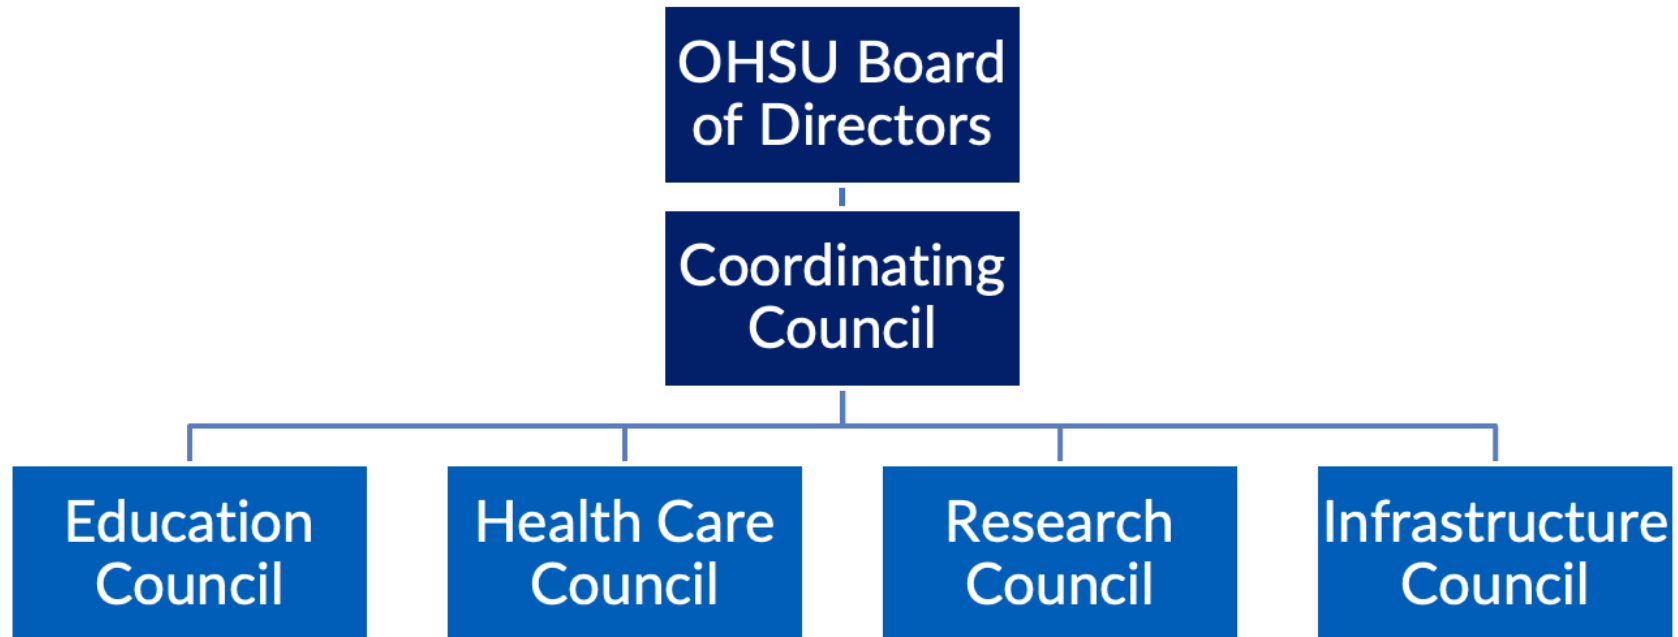 OHSU Board
of Directors
Coordinating
Council
Education
Council
Health Care
Council
Research
Council
Infrastructure
Council